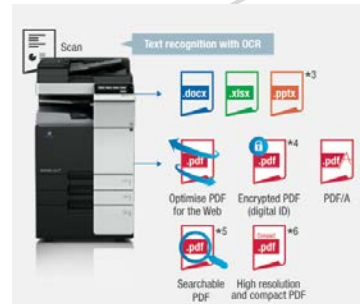 Scan
Text recognition with OCR
.docx
.xlsx
.pptx
*3
.pdf
.pdf
*4
.pdf
Optimise PDF
for the Web
Encrypted PDF
(digital ID)
PDF/A
*5
.pdf
Compact
.pdf
*6
Searchable
PDF
High resolution
and compact PDF